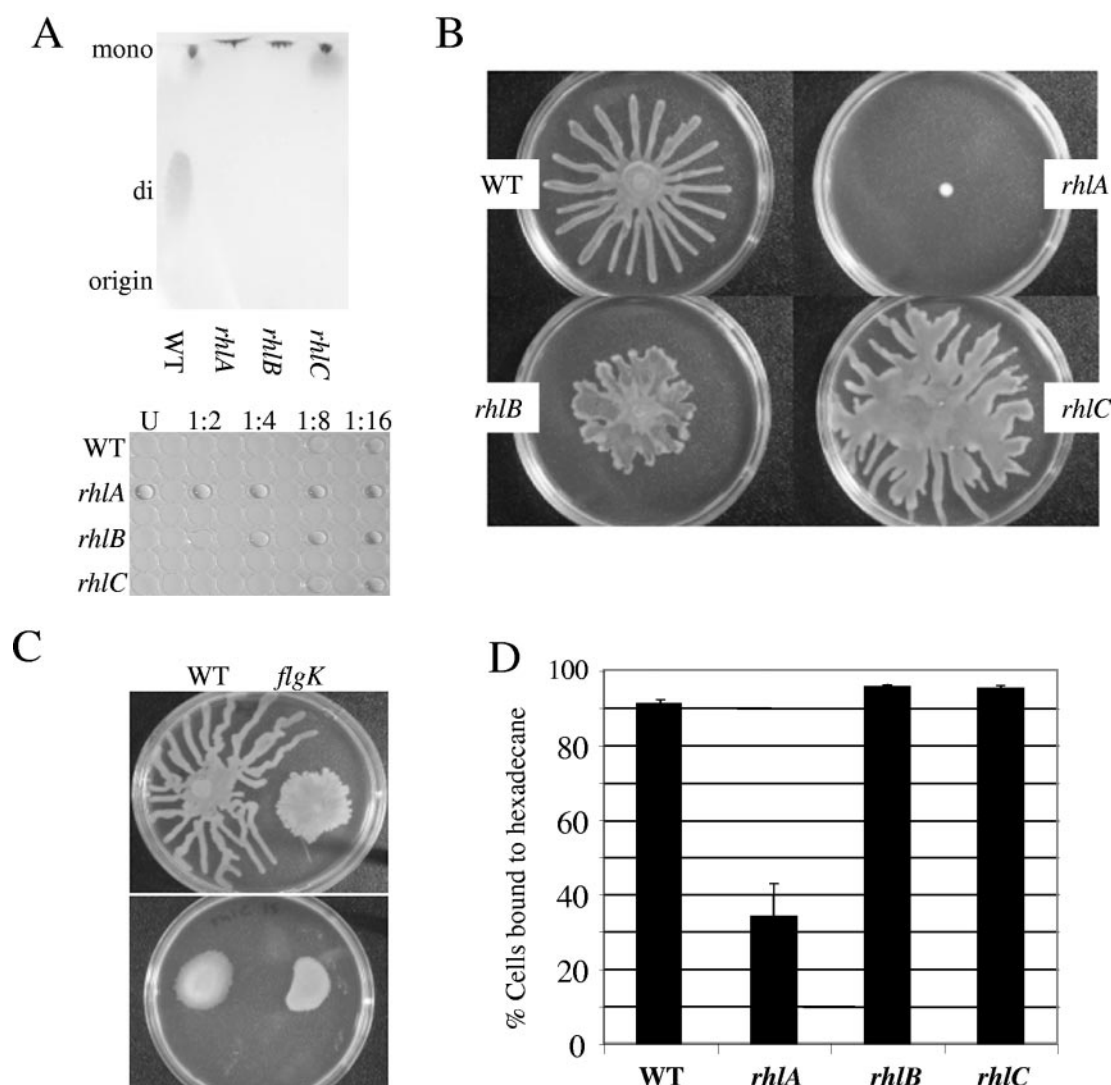 A
mono
di
origin
WT
rhlA
rhlB
rhlC
U 1:2 1:4 1:8 1:16
WT
rhlA
rhlB
rhlC
B
WT
rhlA
rhlB
rhlC
C
WT flgK
D
% Cells bound to hexadecane
100
80
60
40
20
0
WT rhlA rhlB rhlC